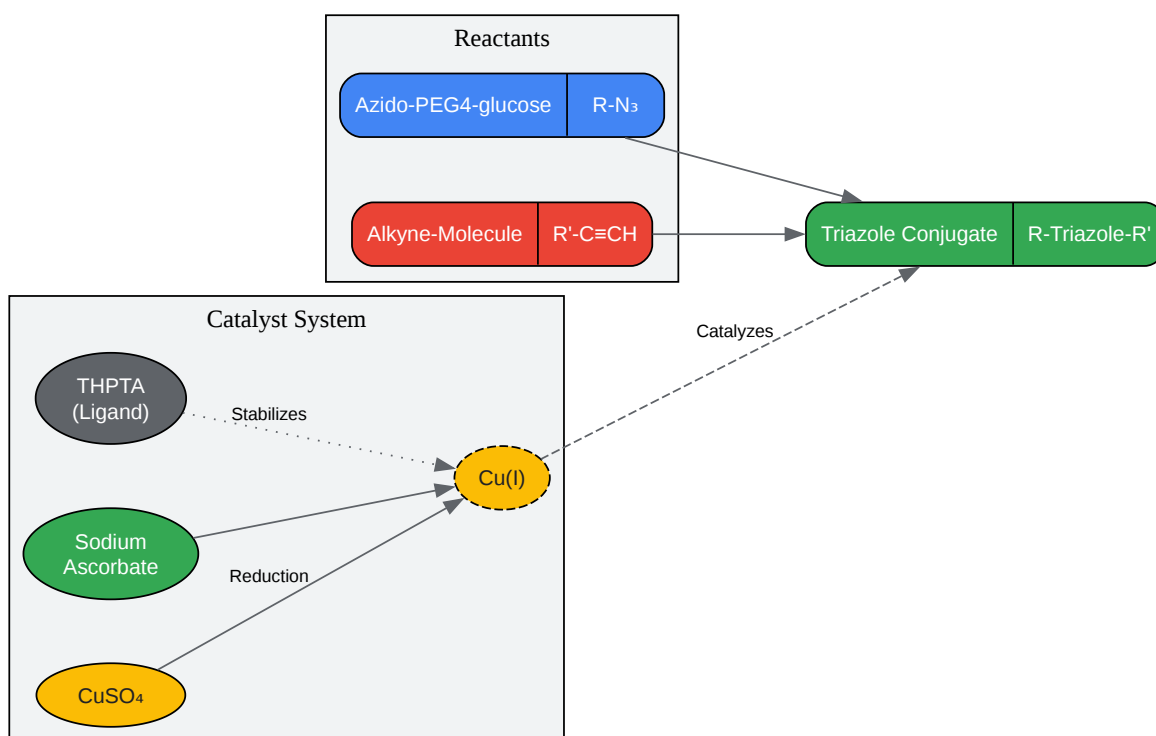 Reactants
Azido-PEG4-glucose R-N₃
Alkyne-Molecule R'-C≡CH
Triazole Conjugate R-Triazole-R'
Catalyst System
Catalyzes
THPTA
(Ligand)
Stabilizes
Cu(I)
Sodium
Ascorbate
Reduction
CuSO₄